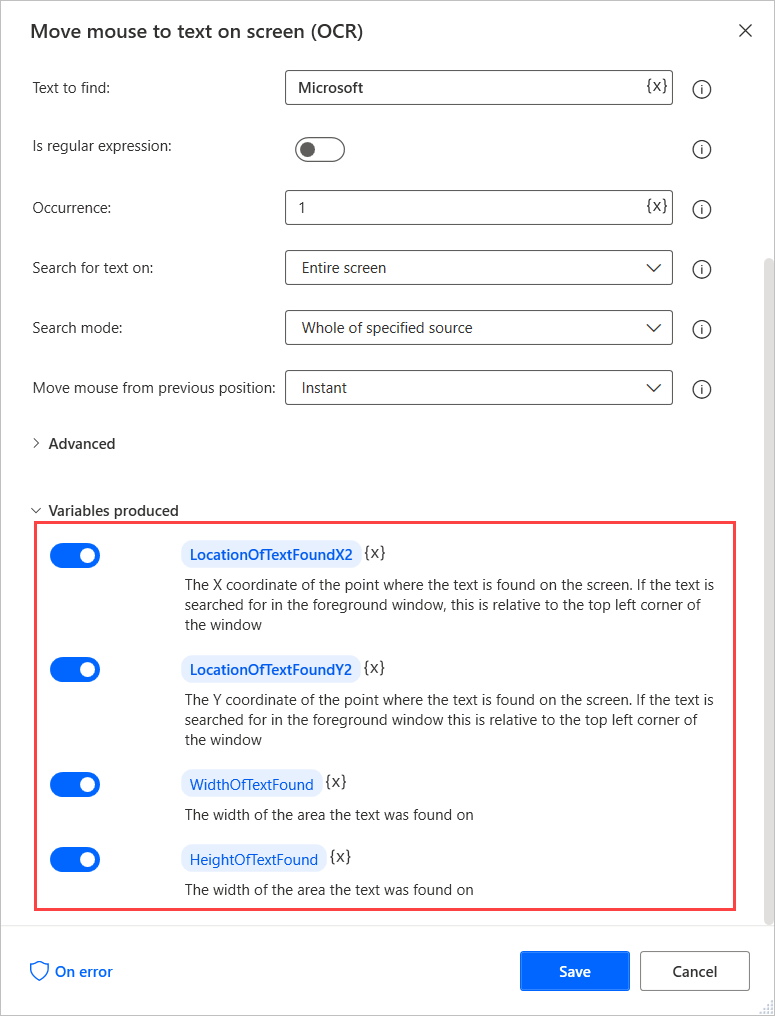 Move mouse to text on screen (OCR)
Text to find: Microsoft {x}
Is regular expression:
Occurrence: 1 {x}
Search for text on: Entire screen
Search mode: Whole of specified source
Move mouse from previous position: Instant
Advanced
Variables produced
LocationOfTextFoundX2 {x}
The X coordinate of the point where the text is found on the screen. If the text is
searched for in the foreground window, this is relative to the top left corner of
the window
LocationOfTextFoundY2 {x}
The Y coordinate of the point where the text is found on the screen. If the text is
searched for in the foreground window this is relative to the top left corner of
the window
WidthOfTextFound {x}
The width of the area the text was found on
HeightOfTextFound {x}
The width of the area the text was found on
On error Save Cancel